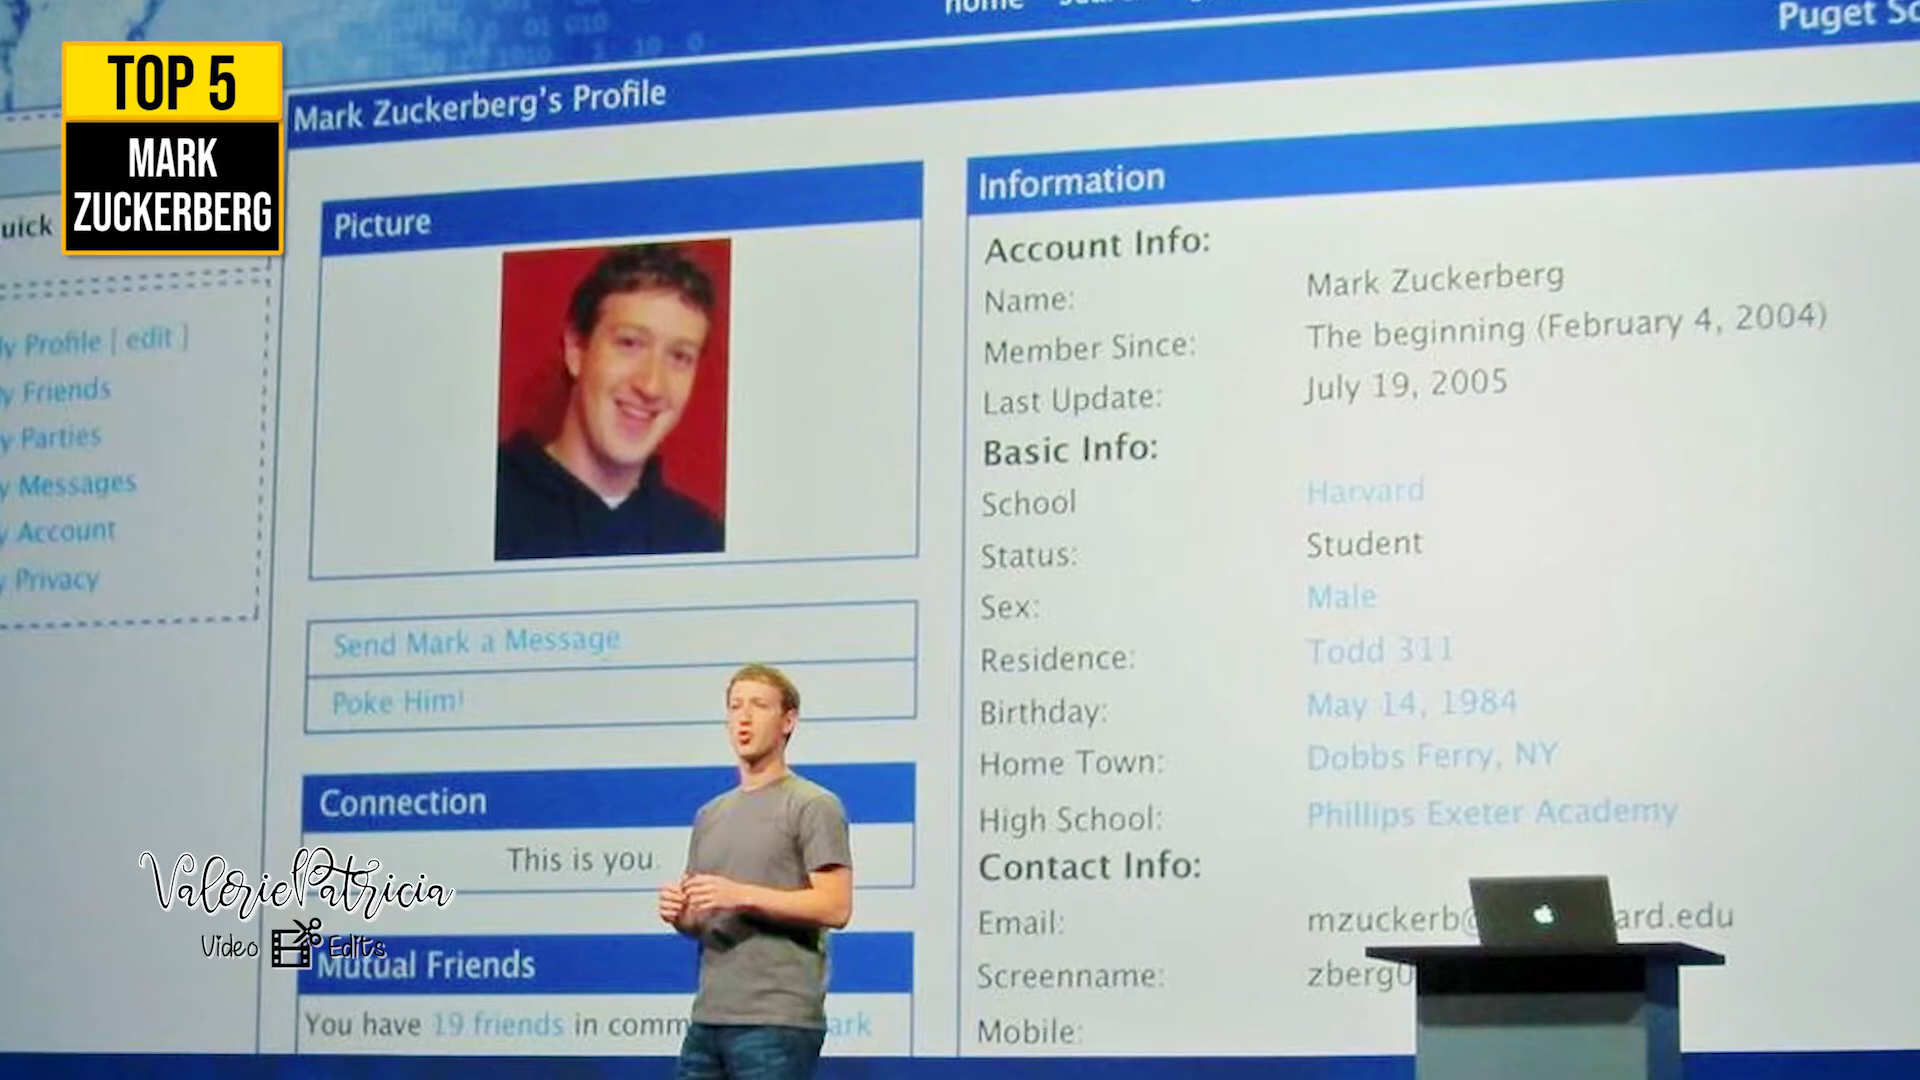 TOP 5
MARK
ZUCKERBERG
home
Puget
Mark Zuckerberg's Profile
uick
y Profile [ edit ]
y Friends
y Parties
y Messages
y Account
y Privacy
Picture
Send Mark a Message
Poke Him!
Connection
This is you.
Mutual Friends
You have 19 friends in comm ark
Information
Account Info:
Name: Mark Zuckerberg
Member Since: The beginning (February 4, 2004)
Last Update: July 19, 2005
Basic Info:
School Harvard
Status: Student
Sex: Male
Residence: Todd 311
Birthday: May 14, 1984
Home Town: Dobbs Ferry, NY
High School: Phillips Exeter Academy
Contact Info:
Email: mzuckerb@ ard.edu
Screenname: zberg0
Mobile:
ValeriePatricia
Video Edits